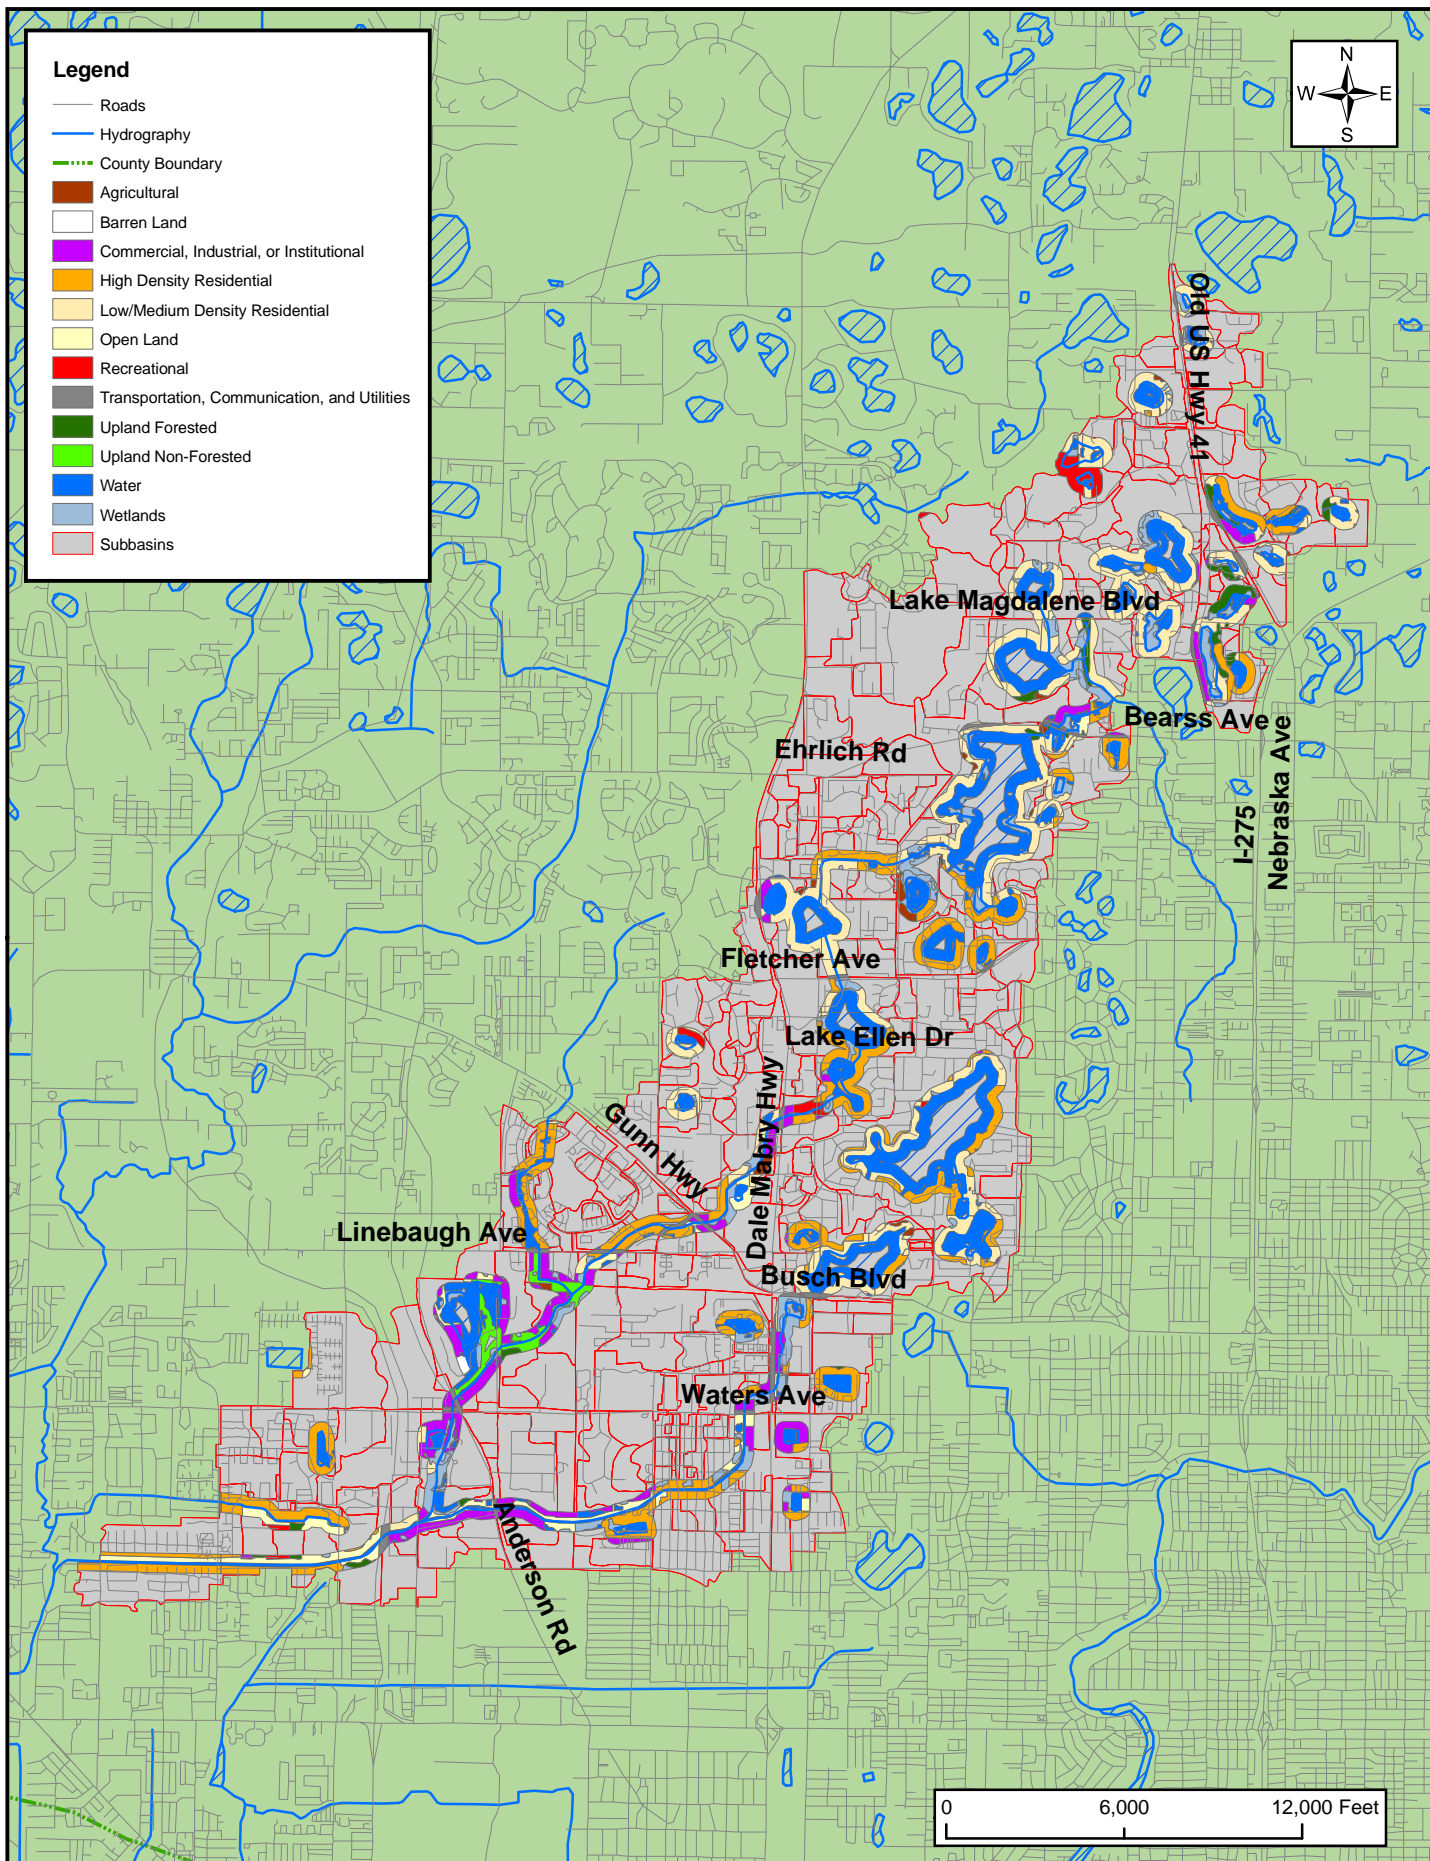 Legend
Roads
Hydrography
County Boundary
Agricultural
Barren Land
Commercial, Industrial, or Institutional
High Density Residential
Low/Medium Density Residential
Open Land
Recreational
Transportation, Communication, and Utilities
Upland Forested
Upland Non-Forested
Water
Wetlands
Subbasins
N
W E
S
Old US Hwy 41
Lake Magdalene Blvd
Bearss Ave
Ehrlich Rd
I-275
Nebraska Ave
Fletcher Ave
Lake Ellen Dr
Dale Mabry Hwy
Gunn Hwy
Linebaugh Ave
Busch Blvd
Waters Ave
Anderson Rd
0 6,000 12,000 Feet